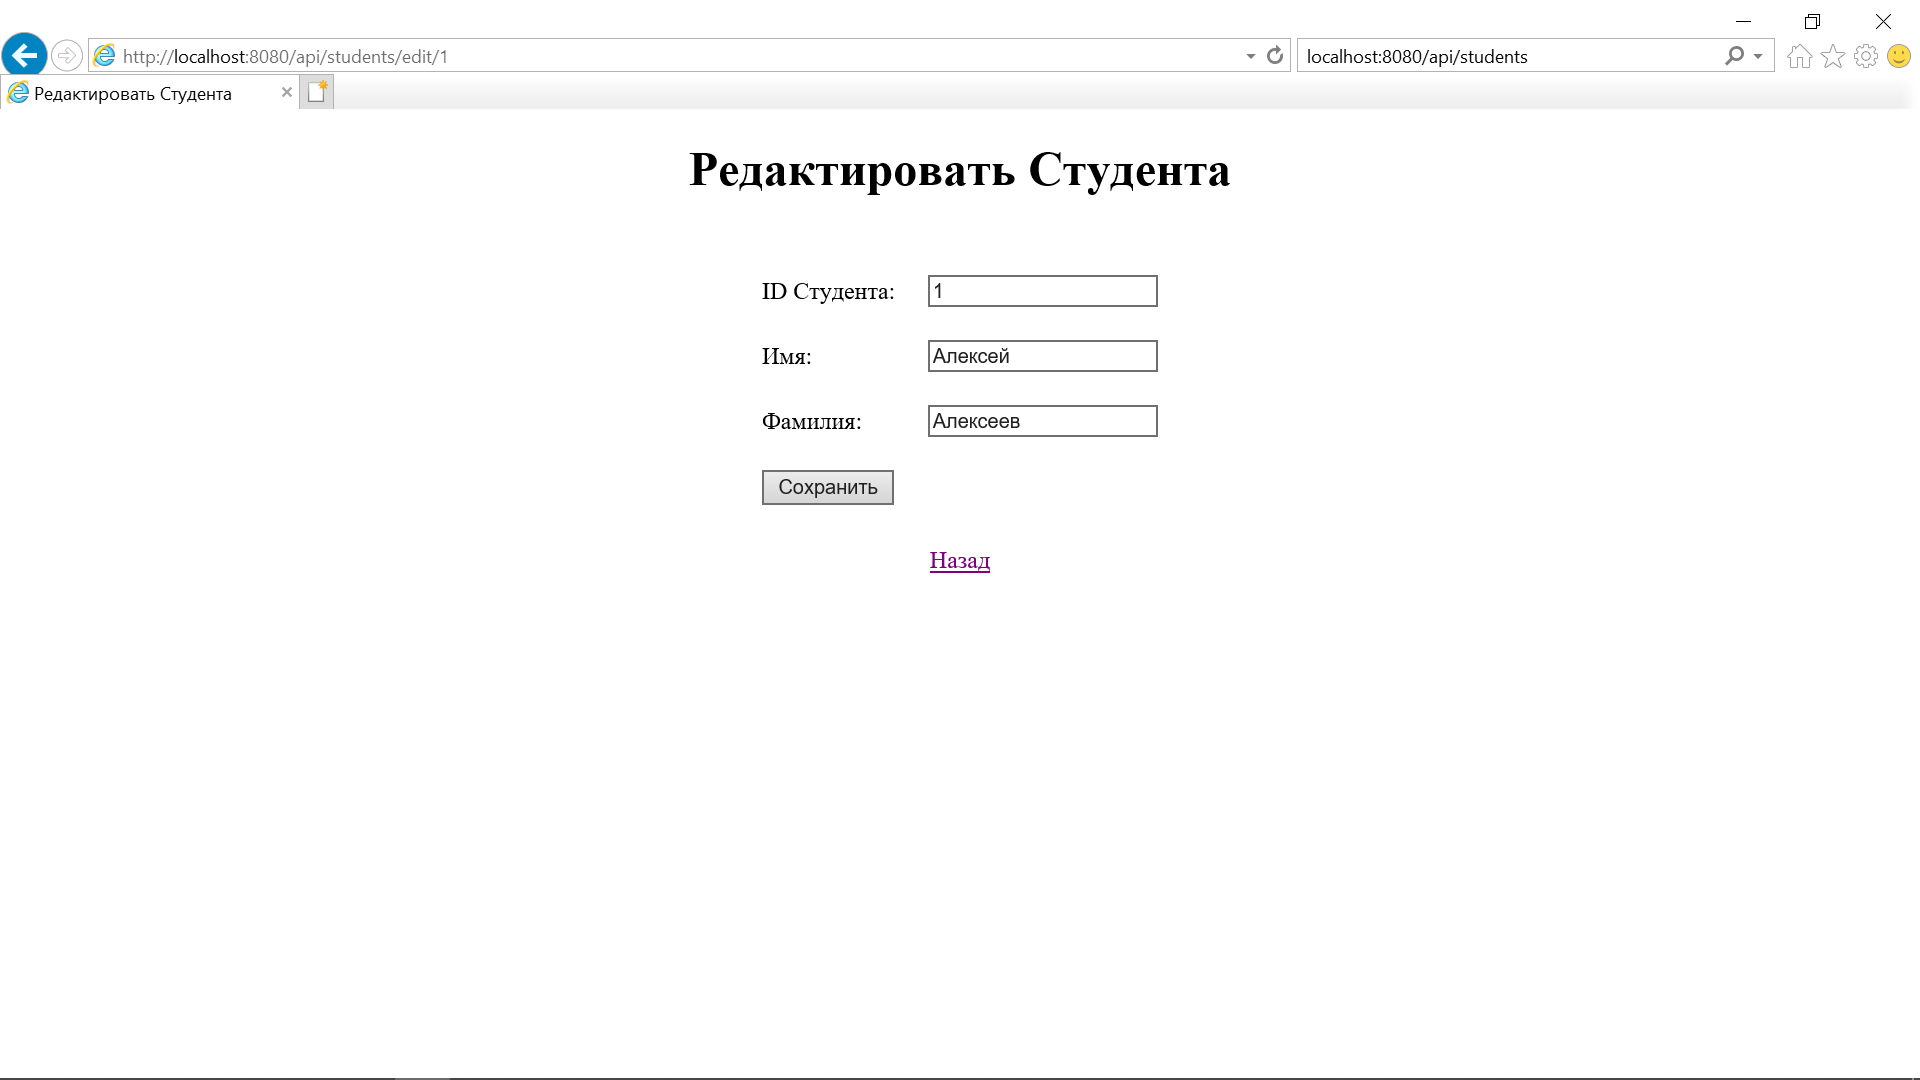 http://localhost:8080/api/students/edit/1
localhost:8080/api/students
Редактировать Студента
Редактировать Студента
ID Студента: 1
Имя: Алексей
Фамилия: Алексеев
Сохранить
Назад